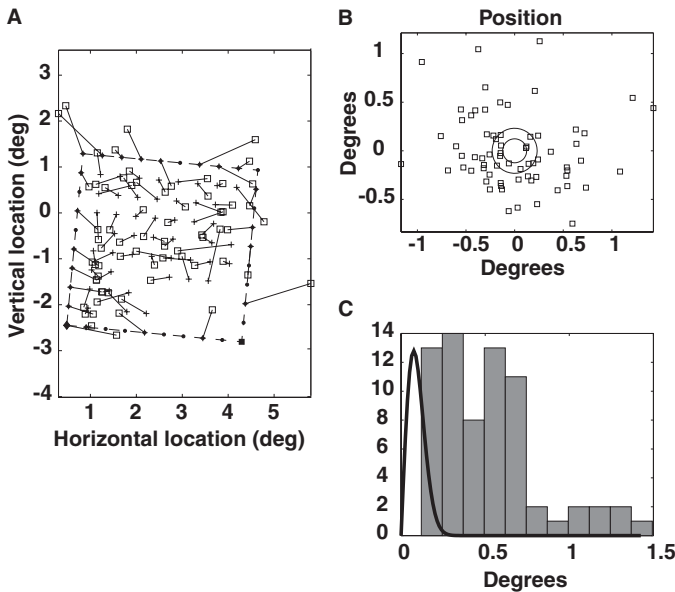 A
Vertical location (deg)
3
2
1
0
-1
-2
-3
-4
1 2 3 4 5
Horizontal location (deg)
B
Position
Degrees
1
0.5
0
-0.5
-1 -0.5 0 0.5 1
Degrees
C
14
12
10
8
6
4
2
0
0 0.5 1 1.5
Degrees